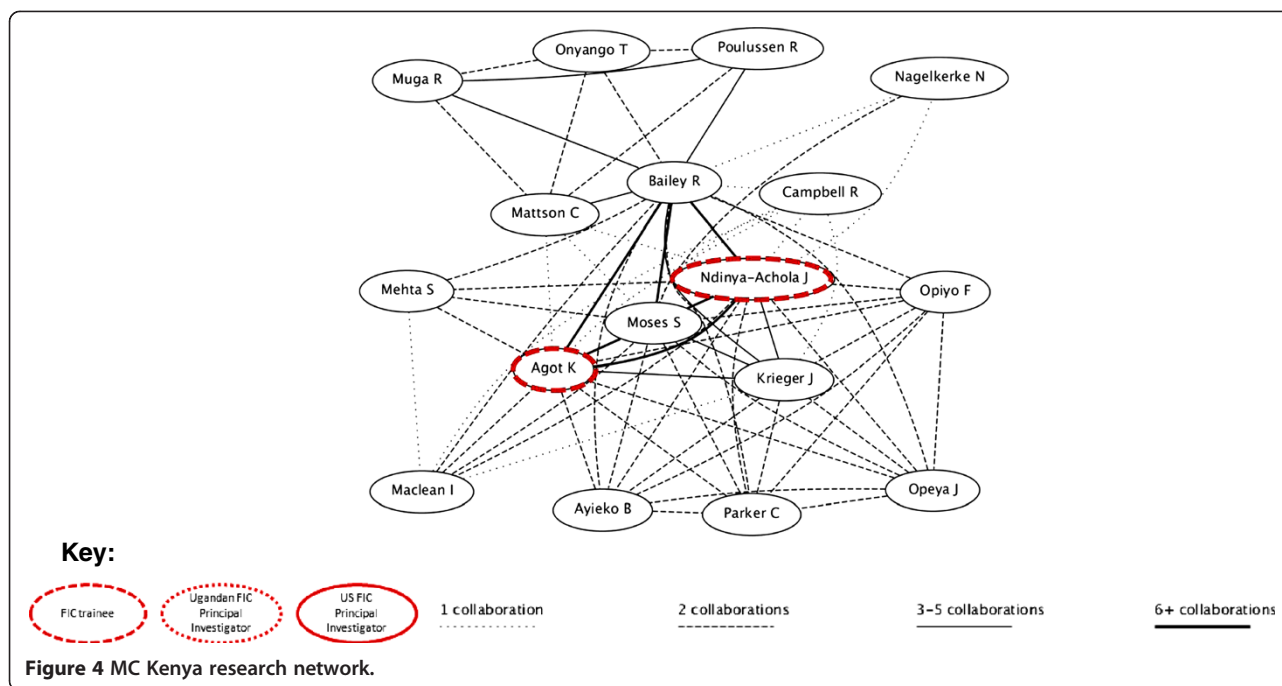 Onyango T
Poulussen R
Muga R
Nagelkerke N
Bailey R
Campbell R
Mattson C
Ndinya-Achola J
Mehta S
Opiyo F
Moses S
Agot K
Krieger J
Maclean I
Ayieko B
Parker C
Opeya J
Key:
FIC trainee
Ugandan FIC
Principal
Investigator
US FIC
Principal
Investigator
1 collaboration
2 collaborations
3-5 collaborations
6+ collaborations
Figure 4 MC Kenya research network.